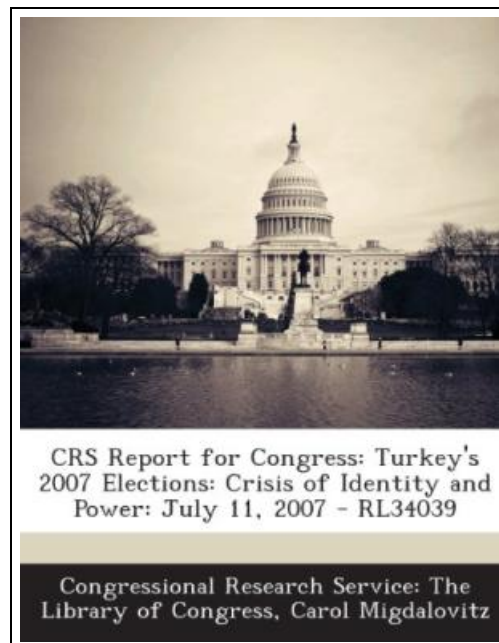 CRS Report for Congress: Turkey's
2007 Elections: Crisis of Identity and
Power: July 11, 2007 - RL34039
Congressional Research Service: The
Library of Congress, Carol Migdalovitz